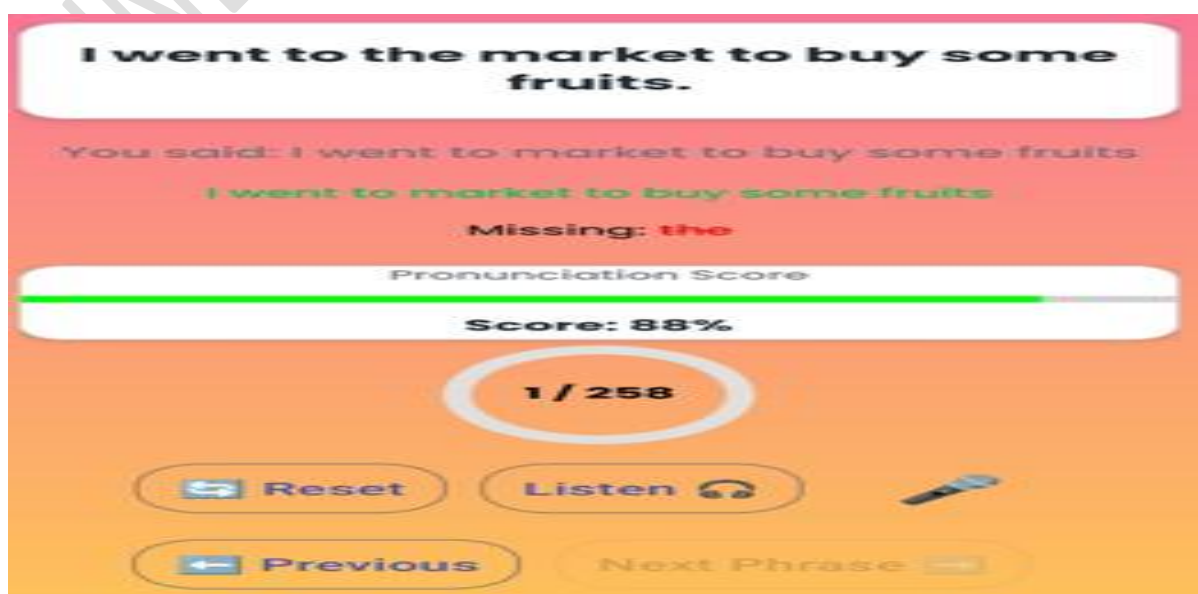 I went to the market to buy some
fruits.
You said: I went to market to buy some fruits
I went to market to buy some fruits
Missing: the
Pronunciation Score
Score: 88%
1 / 258
Reset
Listen
Previous
Next Phrase